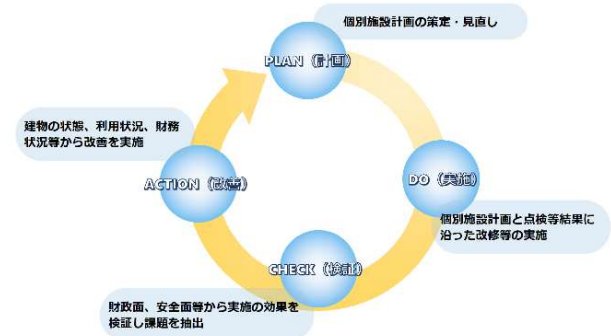 個別施設計画の策定・見直し
PLAN（計画）
建物の状態、利用状況、財務
状況等から改善を実施
ACTION（改善）
DO（実施）
個別施設計画と点検等結果に
沿った改修等の実施
CHECK（検証）
財政面、安全面等から実施の効果を
検証し課題を抽出